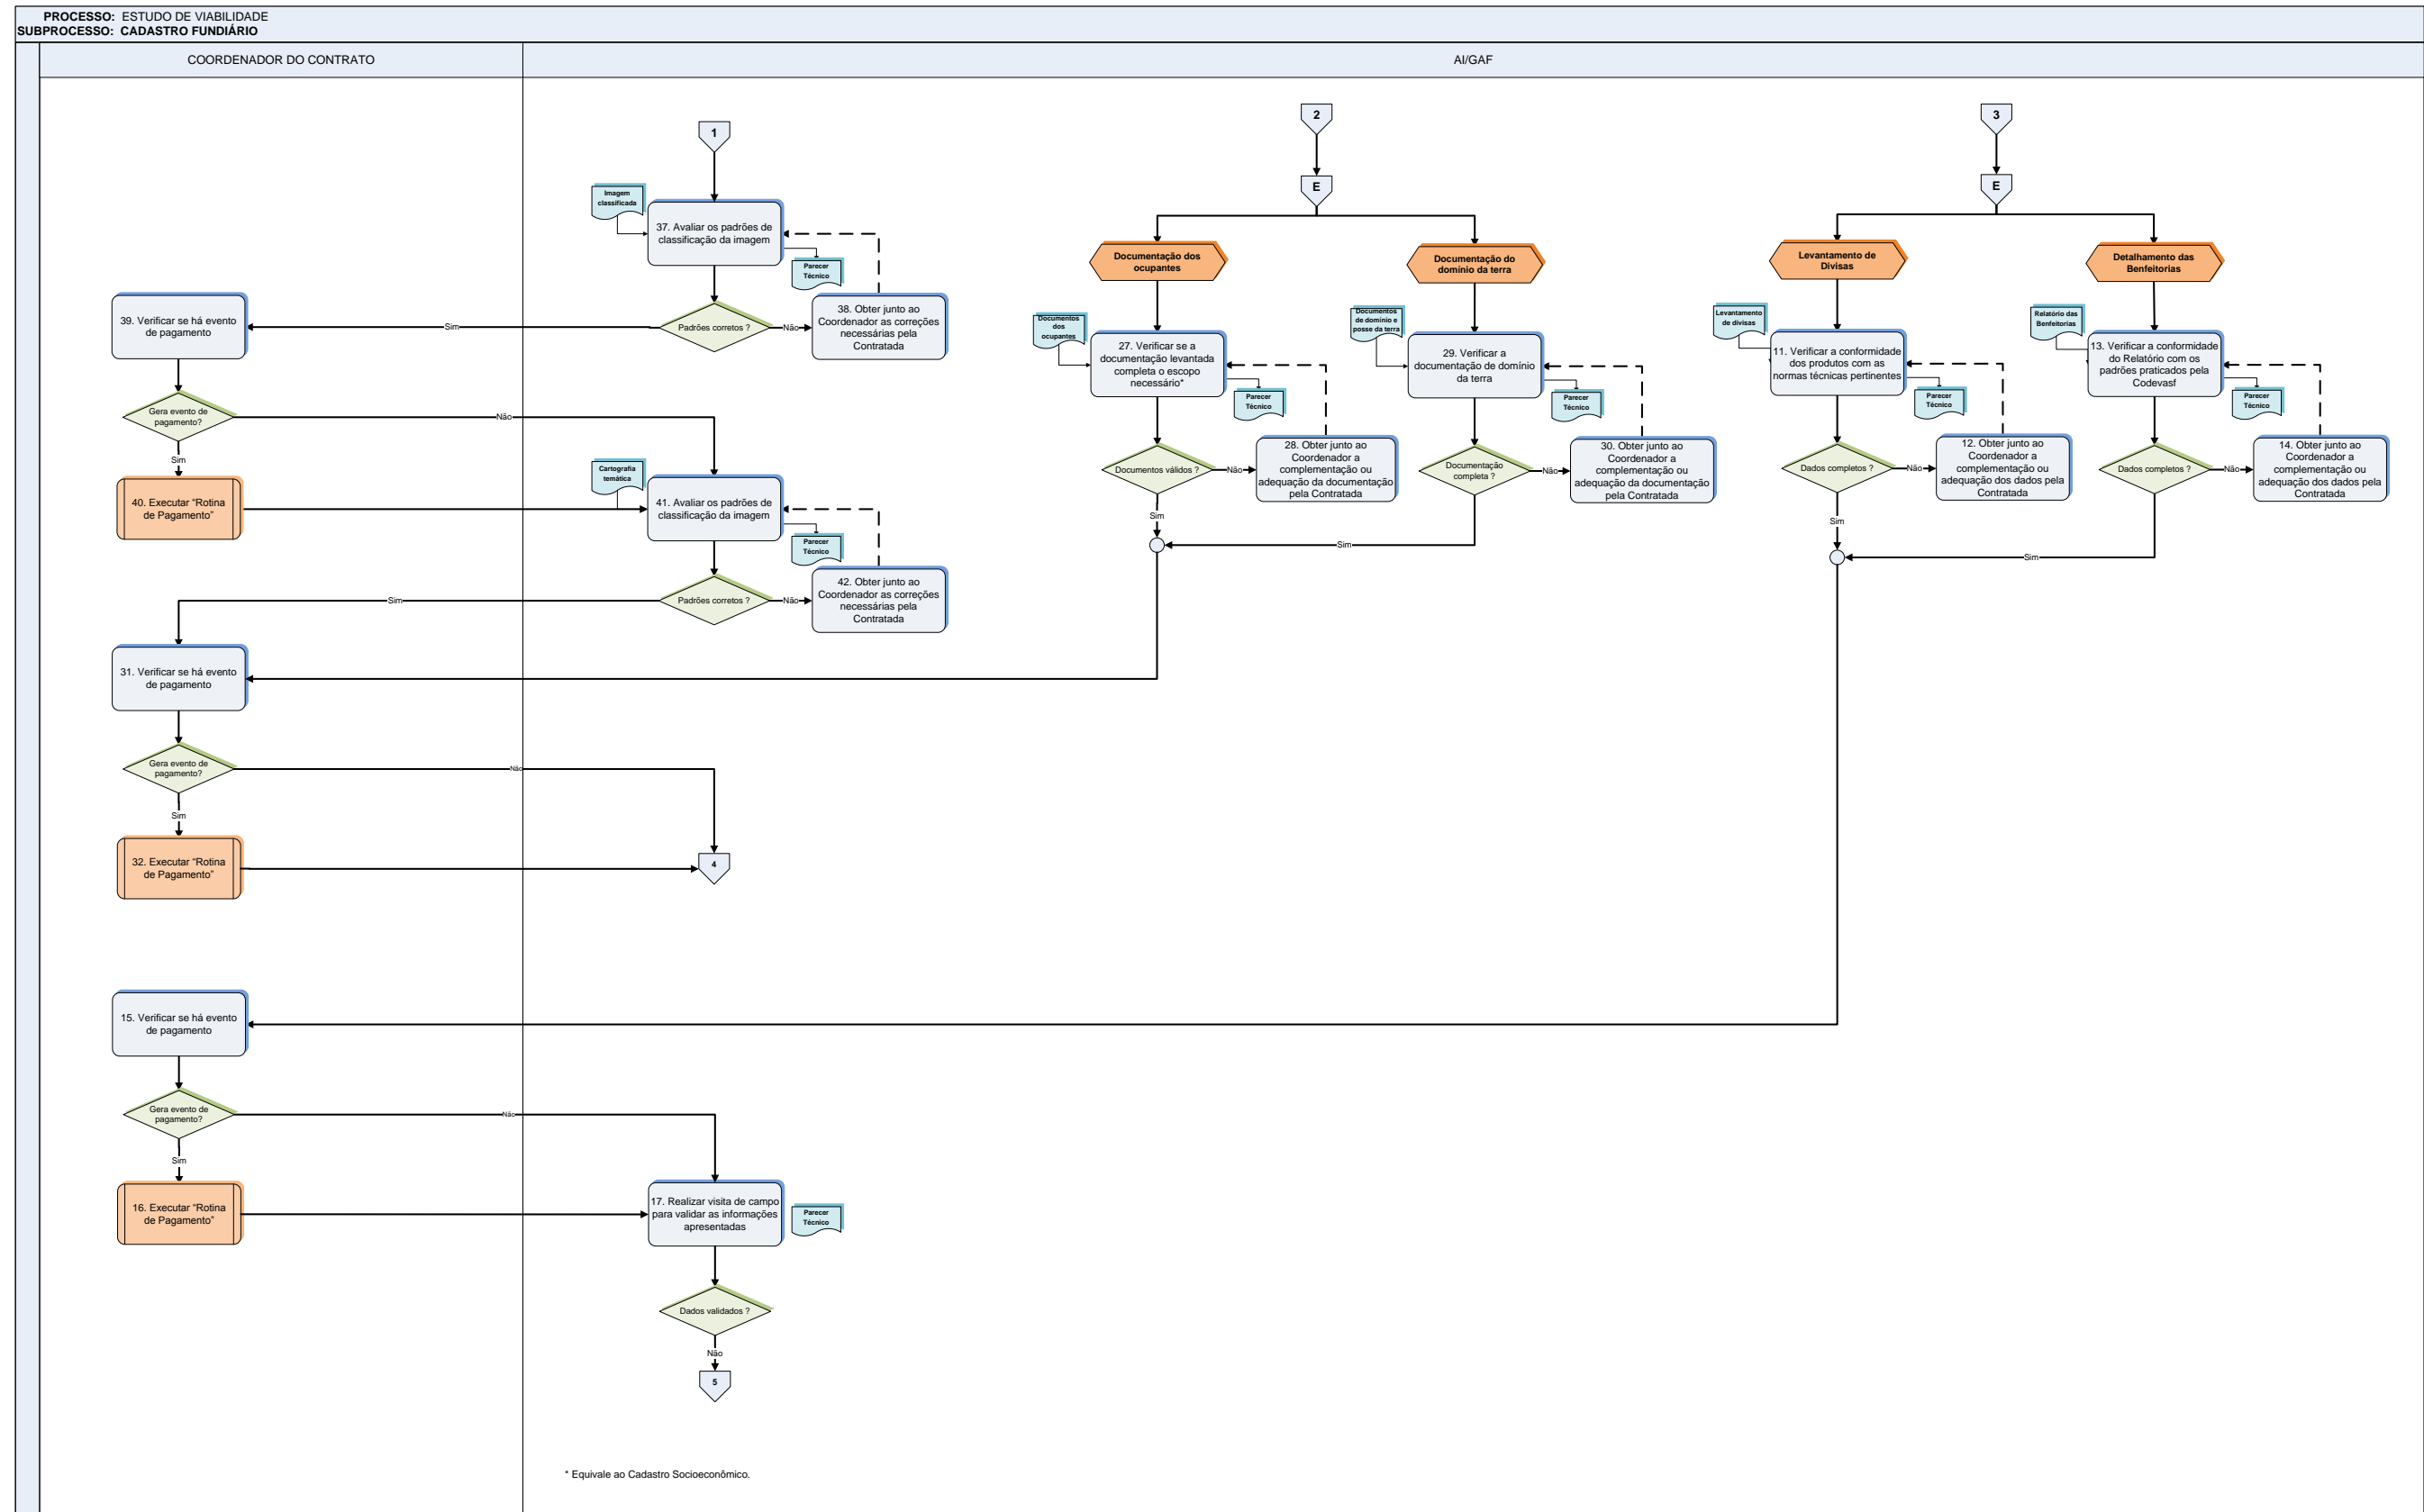 PROCESSO: ESTUDO DE VIABILIDADE
SUBPROCESSO: CADASTRO FUNDIÁRIO
COORDENADOR DO CONTRATO
AI/GAF
1
2
3
E
E
Imagem
classificada
37. Avaliar os padrões de
classificação da imagem
Parecer
Técnico
Padrões corretos ?
Não
38. Obter junto ao
Coordenador as correções
necessárias pela
Contratada
Sim
39. Verificar se há evento
de pagamento
Gera evento de
pagamento?
Não
Sim
40. Executar “Rotina
de Pagamento”
Cartografia
temática
41. Avaliar os padrões de
classificação da imagem
Parecer
Técnico
Padrões corretos ?
Não
42. Obter junto ao
Coordenador as correções
necessárias pela
Contratada
Sim
Documentação dos
ocupantes
Documentos
dos
ocupantes
27. Verificar se a
documentação levantada
completa o escopo
necessário*
Parecer
Técnico
Documentos válidos ?
Não
28. Obter junto ao
Coordenador a
complementação ou
adequação da documentação
pela Contratada
Sim
Documentação do
domínio da terra
Documentos
de domínio e
posse da terra
29. Verificar a
documentação de domínio
da terra
Parecer
Técnico
Documentação
completa ?
Não
30. Obter junto ao
Coordenador a
complementação ou
adequação da documentação
pela Contratada
Sim
Levantamento de
Divisas
Levantamento
de divisas
11. Verificar a conformidade
dos produtos com as
normas técnicas pertinentes
Parecer
Técnico
Dados completos ?
Não
12. Obter junto ao
Coordenador a
complementação ou
adequação dos dados pela
Contratada
Sim
Detalhamento das
Benfeitorias
Relatório das
Benfeitorias
13. Verificar a conformidade
do Relatório com os
padrões praticados pela
Codevasf
Parecer
Técnico
Dados completos ?
Não
14. Obter junto ao
Coordenador a
complementação ou
adequação dos dados pela
Contratada
Sim
31. Verificar se há evento
de pagamento
Gera evento de
pagamento?
Não
Sim
32. Executar “Rotina
de Pagamento”
4
15. Verificar se há evento
de pagamento
Gera evento de
pagamento?
Não
Sim
16. Executar “Rotina
de Pagamento”
17. Realizar visita de campo
para validar as informações
apresentadas
Parecer
Técnico
Dados validados ?
Não
5
* Equivale ao Cadastro Socioeconômico.